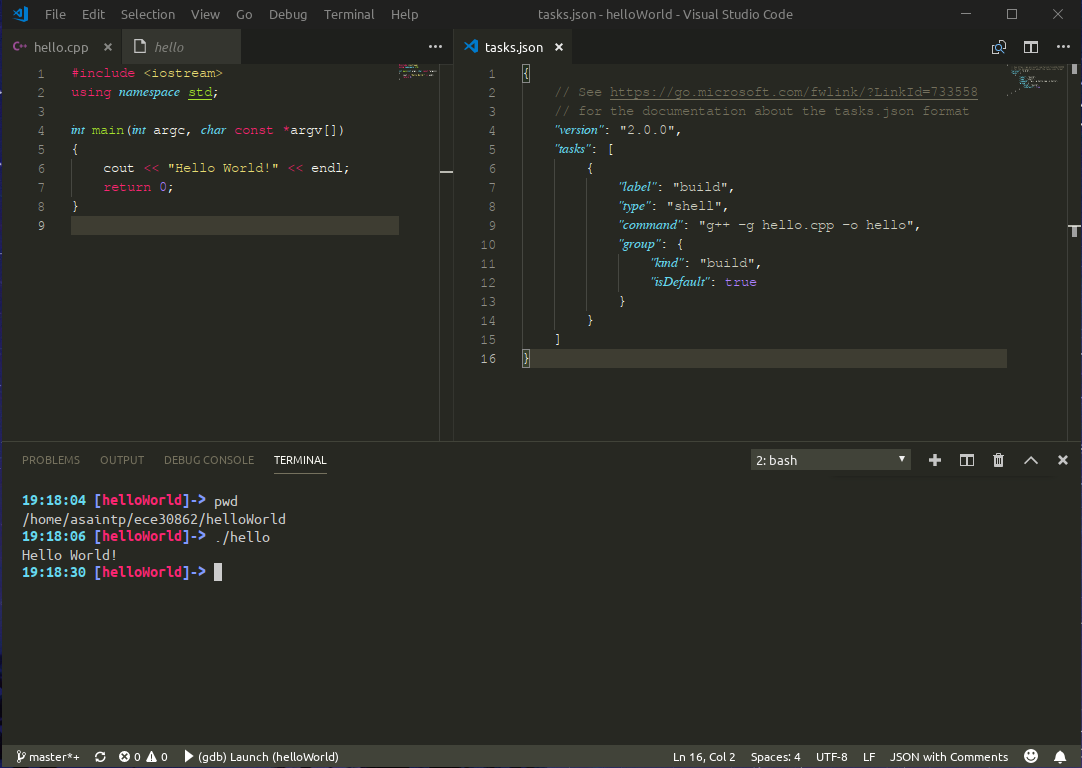 File Edit Selection View Go Debug Terminal Help tasks.json - helloWorld - Visual Studio Code
C++ hello.cpp × hello
1 #include <iostream>
2 using namespace std;
3
4 int main(int argc, char const *argv[])
5 {
6 cout << "Hello World!" << endl;
7 return 0;
8 }
9
tasks.json ×
1 {
2 // See https://go.microsoft.com/fwlink/?LinkId=733558
3 // for the documentation about the tasks.json format
4 "version": "2.0.0",
5 "tasks": [
6 {
7 "label": "build",
8 "type": "shell",
9 "command": "g++ -g hello.cpp -o hello",
10 "group": {
11 "kind": "build",
12 "isDefault": true
13 }
14 }
15 ]
16 }
PROBLEMS OUTPUT DEBUG CONSOLE TERMINAL 2: bash
19:18:04 [helloWorld]-> pwd
/home/asaintp/ece30862/helloWorld
19:18:06 [helloWorld]-> ./hello
Hello World!
19:18:30 [helloWorld]->
master*+ 0 0 (gdb) Launch (helloWorld) Ln 16, Col 2 Spaces: 4 UTF-8 LF JSON with Comments